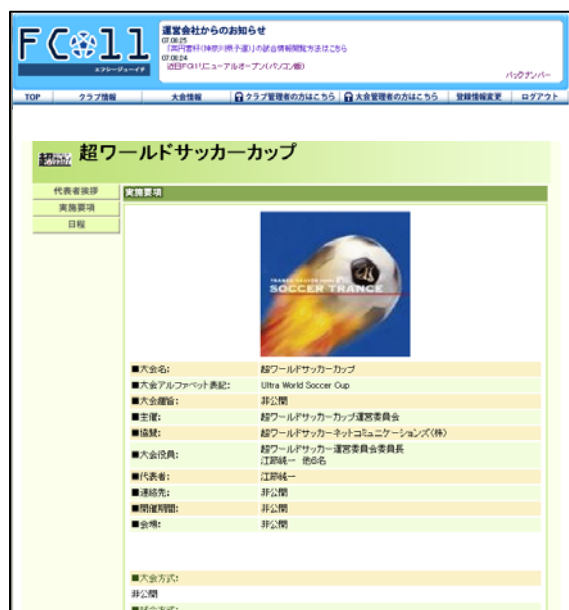 FC11
エフシージューイチ
運営会社からのお知らせ
07.08.25
「高円宮杯(神奈川県予選)」の試合情報閲覧方法はこちら
07.08.24
近日FC11リニューアルオープン(パソコン版)
バックナンバー
TOP クラブ情報 大会情報 クラブ管理者の方はこちら 大会管理者の方はこちら 登録情報変更 ログアウト
超ワールドサッカーカップ
代表者挨拶
実施要項
日程
実施要項
SOCCER TRANCE
■大会名: 超ワールドサッカーカップ
■大会アルファベット表記: Ultra World Soccer Cup
■大会趣旨: 非公開
■主催: 超ワールドサッカーカップ運営委員会
■協賛: 超ワールドサッカーネットコミュニケーションズ(株)
■大会役員: 超ワールドサッカー運営委員会委員長
江節純一 他6名
■代表者: 江節純一
■連絡先: 非公開
■開催期間: 非公開
■会場: 非公開
■大会方式:
非公開
■試合方式: